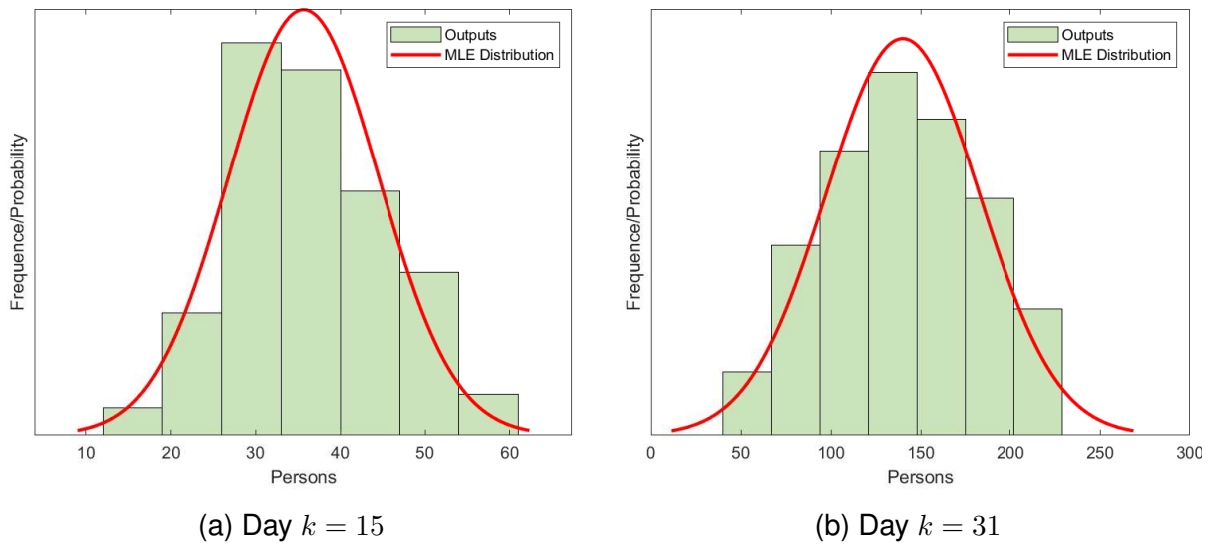 Frequence/Probability
Outputs
MLE Distribution
10 20 30 40 50 60
Persons
(a) Day k = 15
Frequence/Probability
Outputs
MLE Distribution
0 50 100 150 200 250 300
Persons
(b) Day k = 31